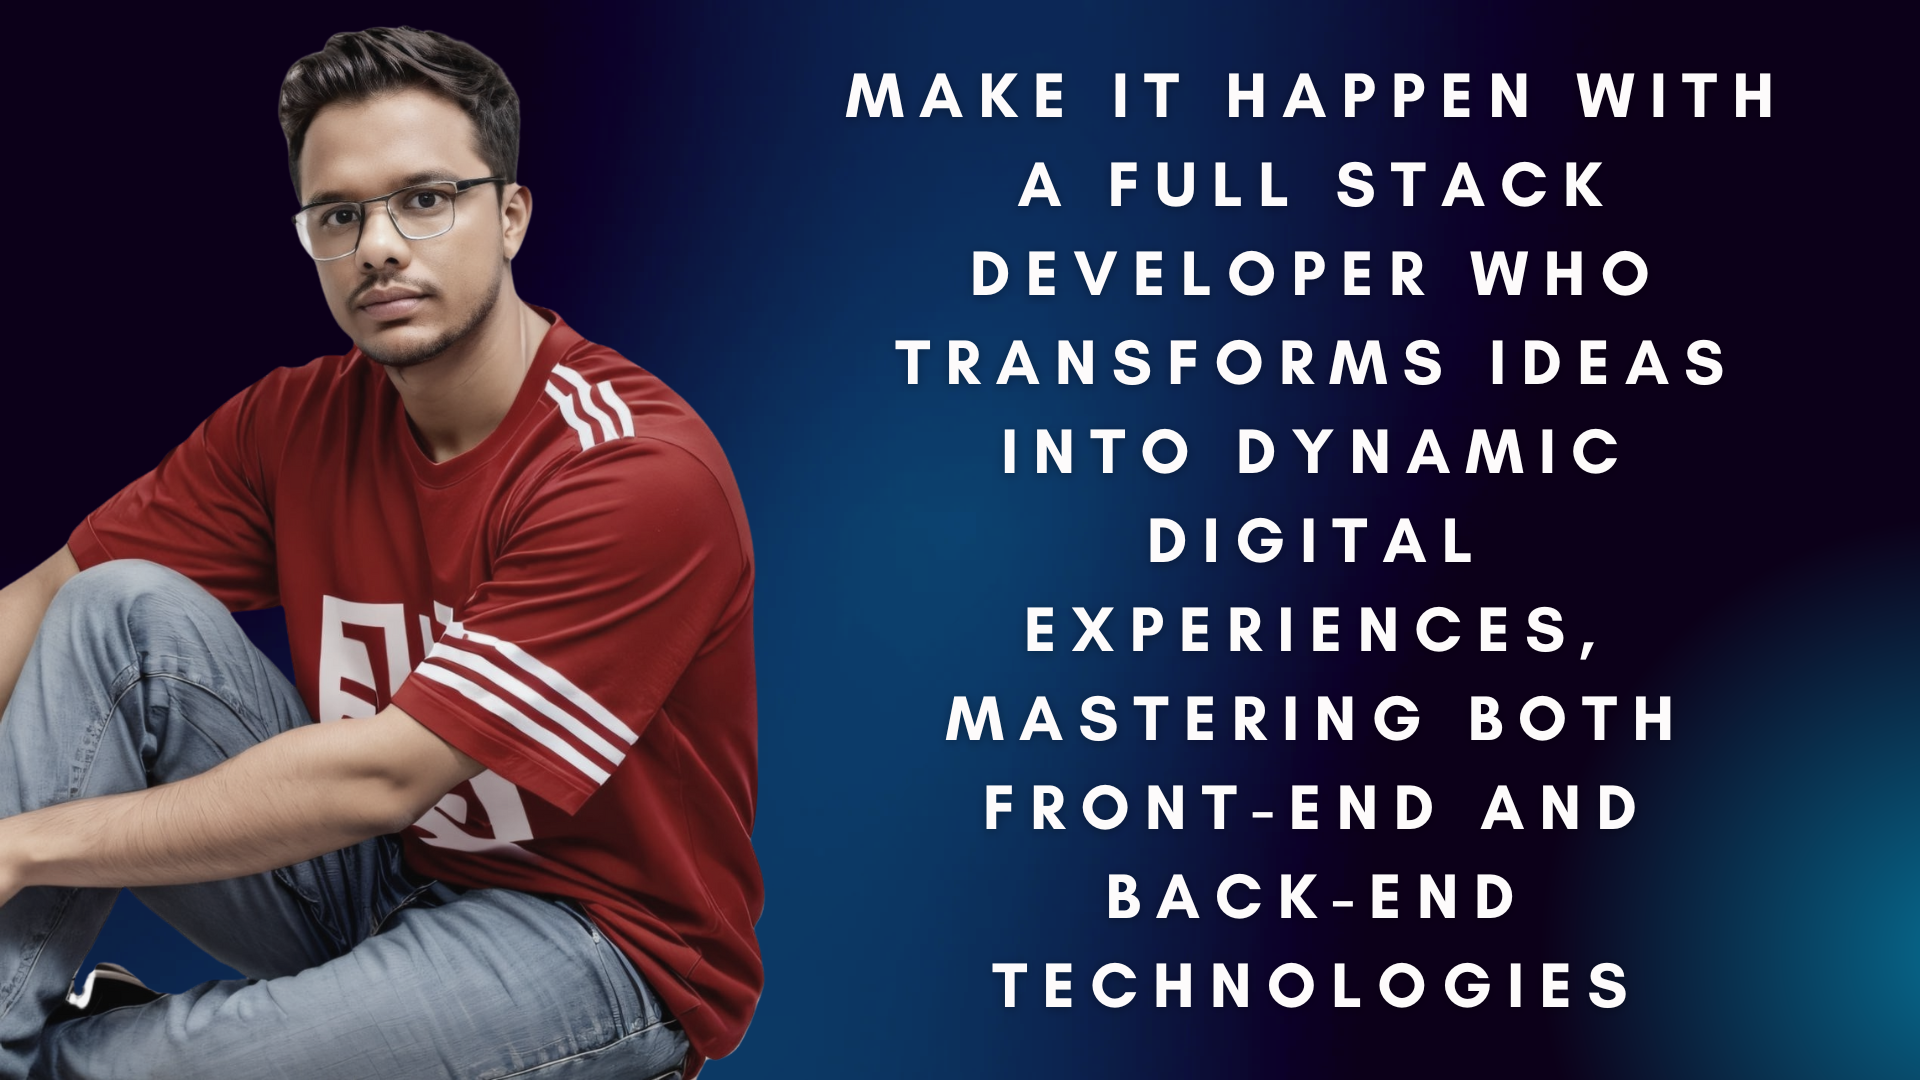 MAKE IT HAPPEN WITH
A FULL STACK
DEVELOPER WHO
TRANSFORMS IDEAS
INTO DYNAMIC
DIGITAL
EXPERIENCES,
MASTERING BOTH
FRONT-END AND
BACK-END
TECHNOLOGIES